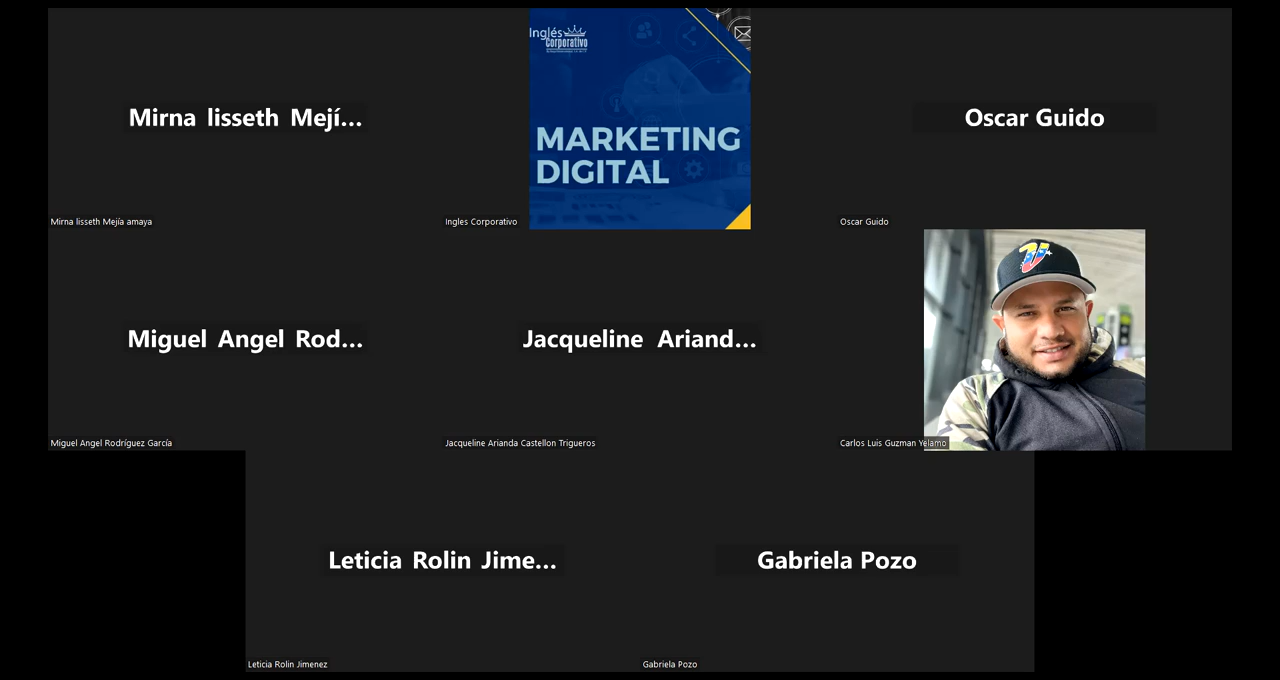 Mirna lisseth Mejí...
Mirna lisseth Mejía amaya
Inglés
Corporativo
MARKETING
DIGITAL
Ingles Corporativo
Oscar Guido
Oscar Guido
Miguel Angel Rod...
Miguel Angel Rodríguez García
Jacqueline Ariand...
Jacqueline Arianda Castellon Trigueros
Carlos Luis Guzman Yelamo
Leticia Rolin Jime...
Leticia Rolin Jimenez
Gabriela Pozo
Gabriela Pozo